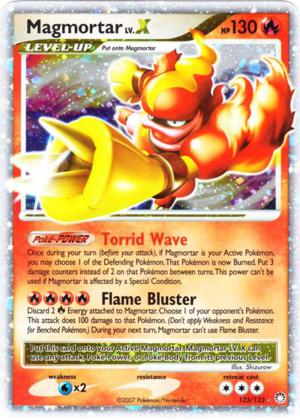 Magmortar LV.X HP 130
LEVEL-UP Put onto Magmortar
Poké-POWER Torrid Wave
Once during your turn (before your attack), if Magmortar is your Active Pokémon,
you may choose 1 of the Defending Pokémon. That Pokémon is now Burned. Put 3
damage counters instead of 2 on that Pokémon between turns. This power can't be
used if Magmortar is affected by a Special Condition.
Flame Bluster
Discard 2 Energy attached to Magmortar. Choose 1 of your opponent's Pokémon.
This attack does 100 damage to that Pokémon. (Don't apply Weakness and Resistance
for Benched Pokémon.) During your next turn, Magmortar can't use Flame Bluster.
Put this card onto your Active Magmortar. Magmortar LV.X can
use any attack, Poké-Power, or Poké-Body from its previous Level.
Illus. Shizurow
weakness resistance retreat cost
×2
©2007 Pokémon/Nintendo 123/123